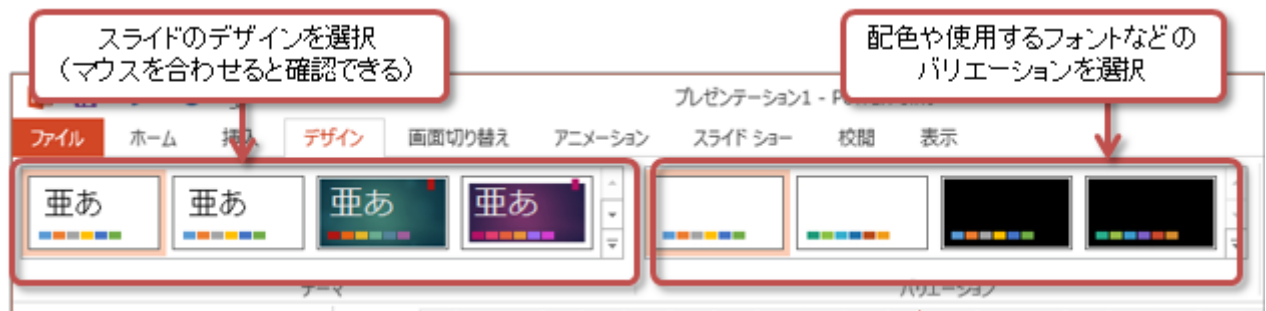 スライドのデザインを選択
（マウスを合わせると確認できる）
配色や使用するフォントなどの
バリエーションを選択
プレゼンテーション1 -
ファイル ホーム 挿入 デザイン 画面切り替え アニメーション スライド ショー 校閲 表示
亜あ 亜あ 亜あ 亜あ
テーマ バリエーション